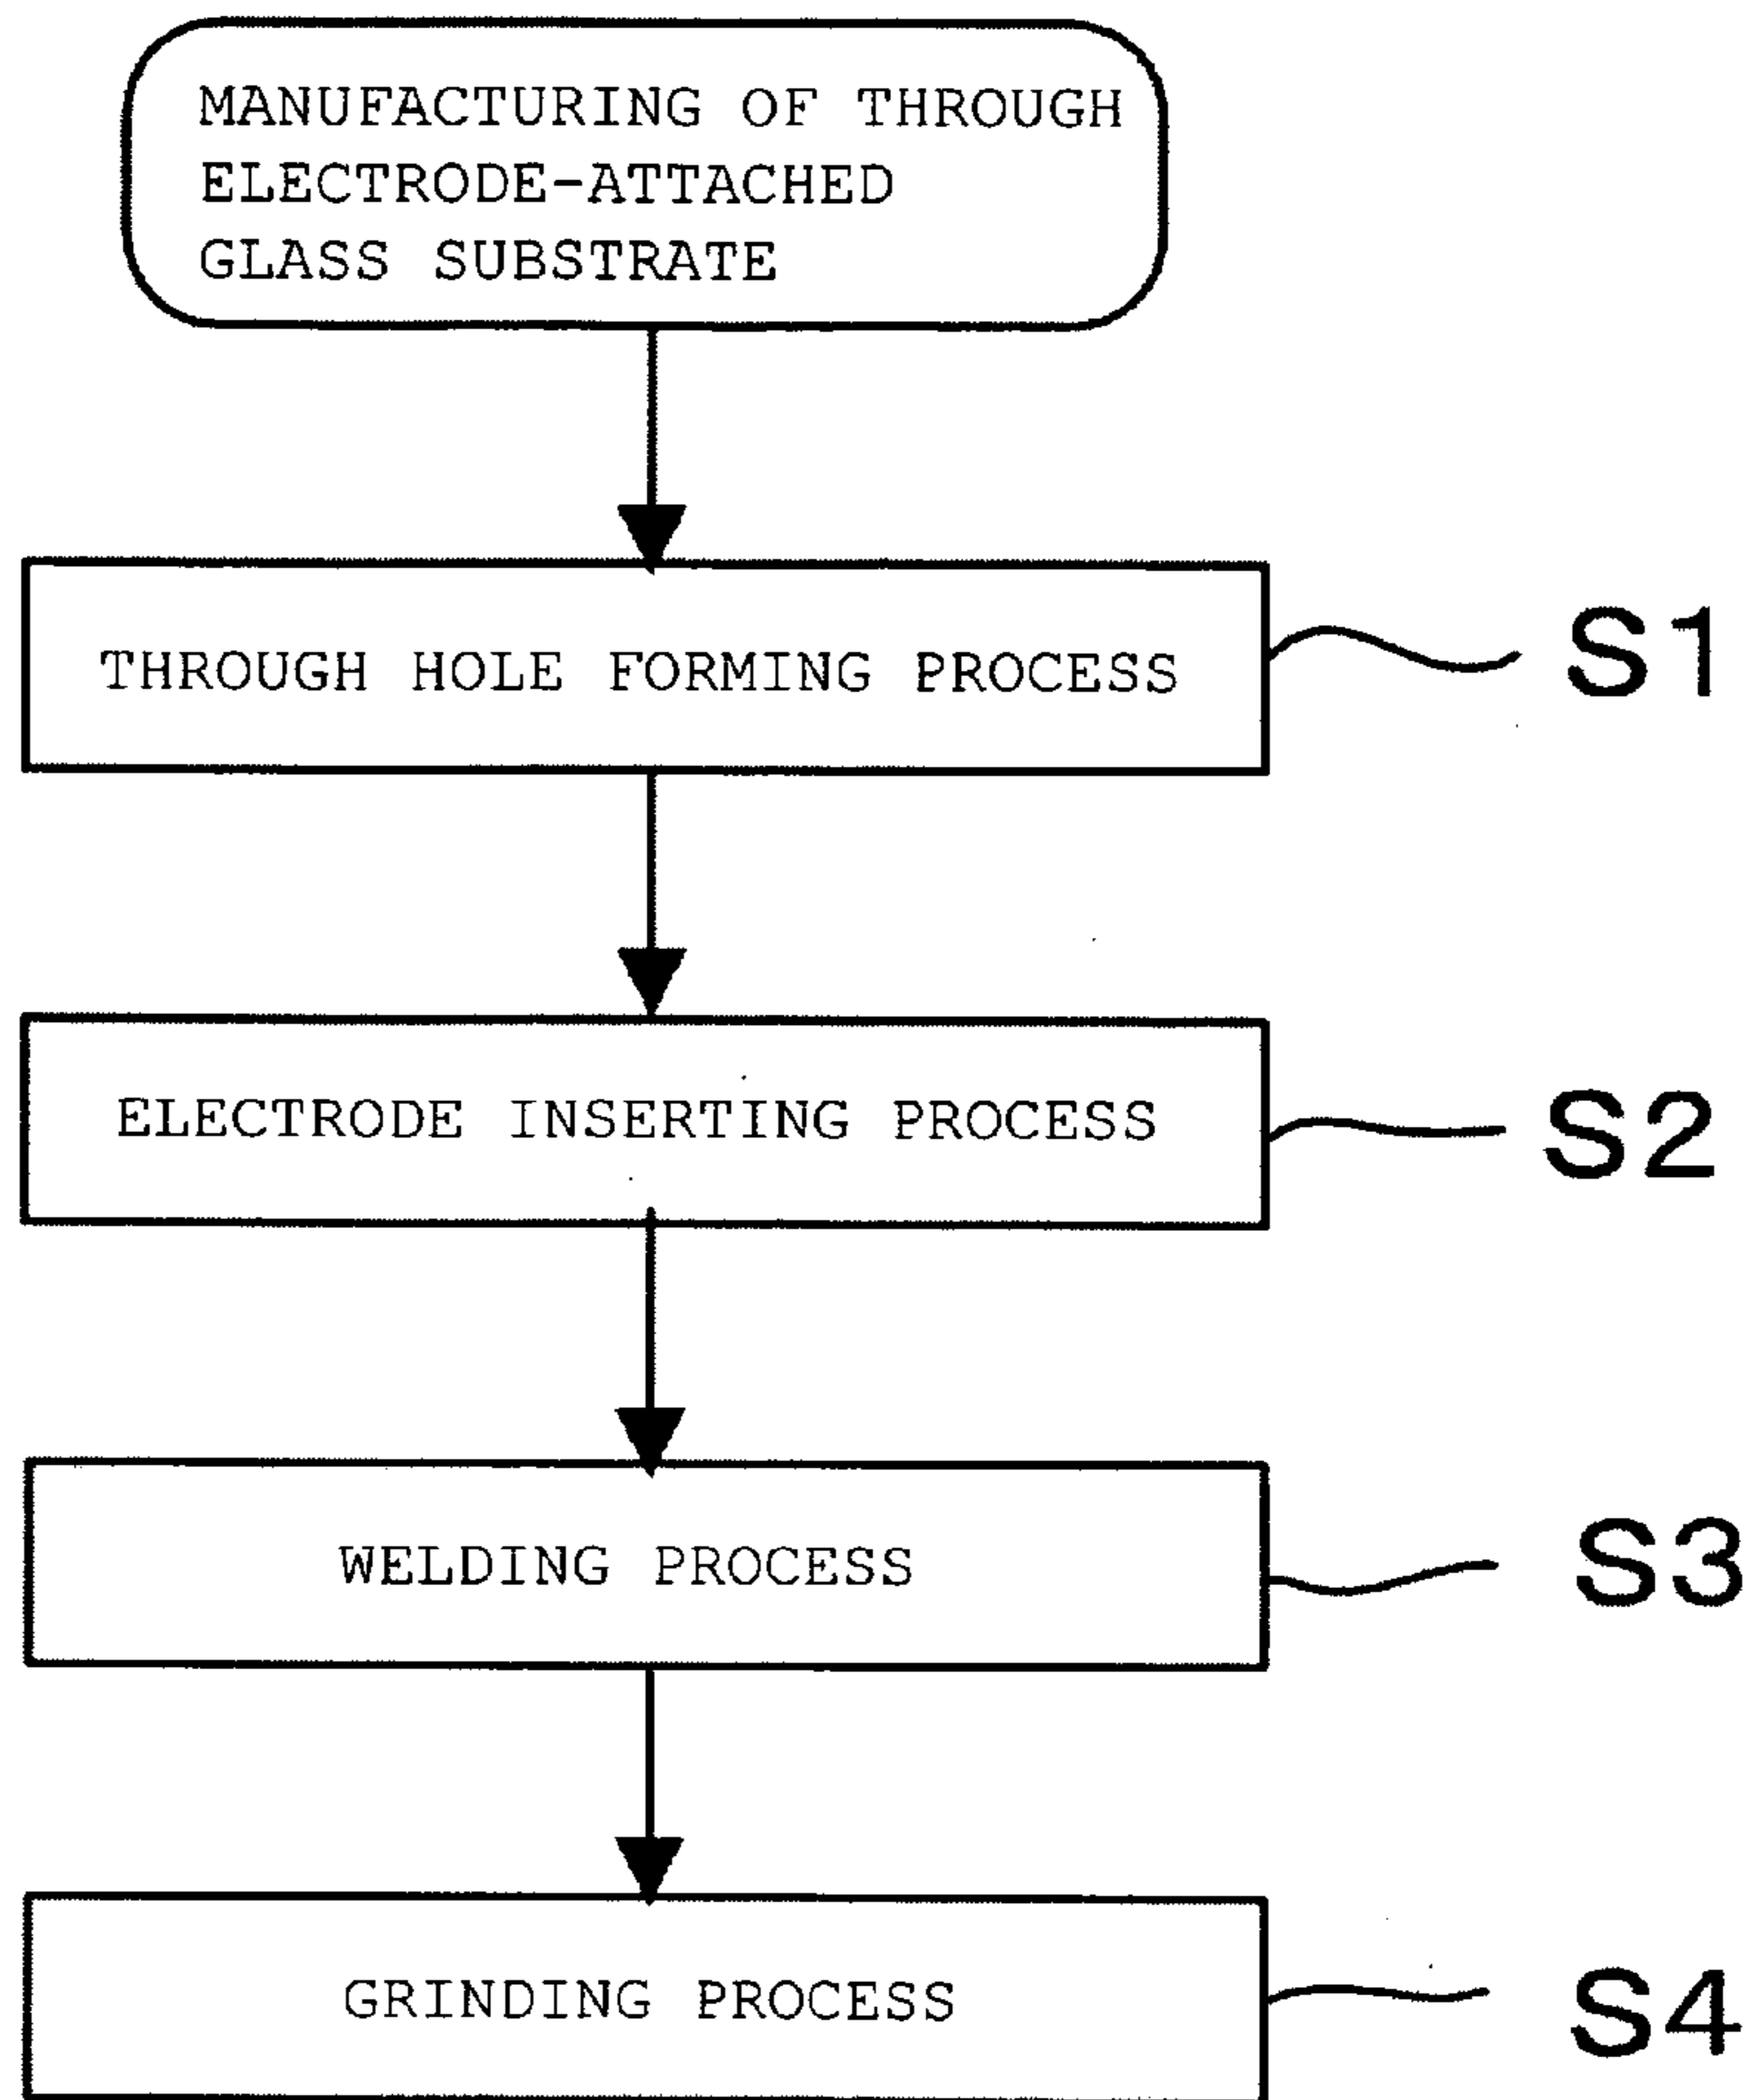 MANUFACTURING OF THROUGH
ELECTRODE-ATTACHED
GLASS SUBSTRATE
THROUGH HOLE FORMING PROCESS
S1
ELECTRODE INSERTING PROCESS
S2
WELDING PROCESS
S3
GRINDING PROCESS
S4